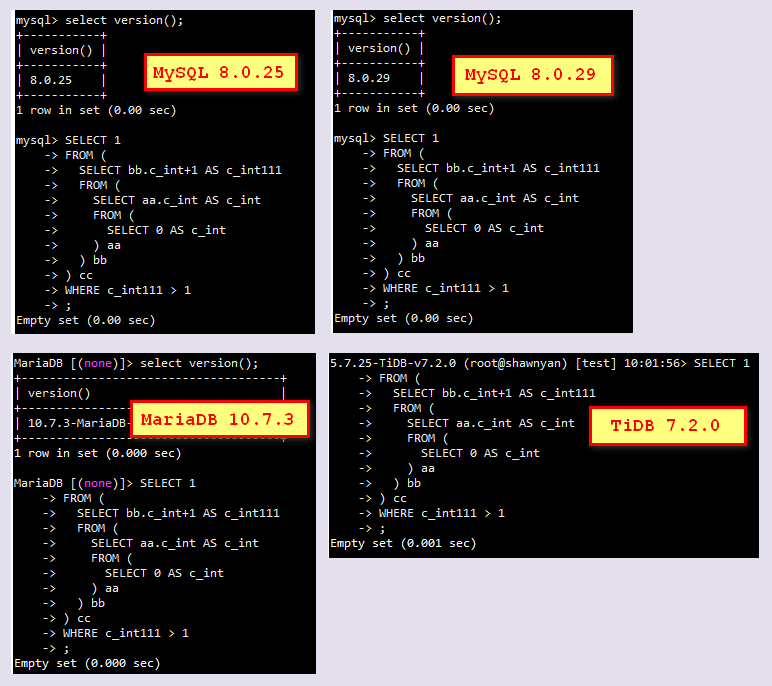 mysql> select version();
+-----------+
| version() |
+-----------+
| 8.0.25    |
+-----------+
1 row in set (0.00 sec)
MySQL 8.0.25
mysql> SELECT 1
    -> FROM (
    ->   SELECT bb.c_int+1 AS c_int111
    ->   FROM (
    ->     SELECT aa.c_int AS c_int
    ->     FROM (
    ->       SELECT 0 AS c_int
    ->     ) aa
    ->   ) bb
    -> ) cc
    -> WHERE c_int111 > 1
    -> ;
Empty set (0.00 sec)
mysql> select version();
+-----------+
| version() |
+-----------+
| 8.0.29    |
+-----------+
1 row in set (0.00 sec)
MySQL 8.0.29
mysql> SELECT 1
    -> FROM (
    ->   SELECT bb.c_int+1 AS c_int111
    ->   FROM (
    ->     SELECT aa.c_int AS c_int
    ->     FROM (
    ->       SELECT 0 AS c_int
    ->     ) aa
    ->   ) bb
    -> ) cc
    -> WHERE c_int111 > 1
    -> ;
Empty set (0.00 sec)
MariaDB [(none)]> select version();
+-------------------------------------+
| version()                           |
+-------------------------------------+
| 10.7.3-MariaDB-
+-------------------------------------+
1 row in set (0.000 sec)
MariaDB 10.7.3
MariaDB [(none)]> SELECT 1
    -> FROM (
    ->   SELECT bb.c_int+1 AS c_int111
    ->   FROM (
    ->     SELECT aa.c_int AS c_int
    ->     FROM (
    ->       SELECT 0 AS c_int
    ->     ) aa
    ->   ) bb
    -> ) cc
    -> WHERE c_int111 > 1
    -> ;
Empty set (0.000 sec)
5.7.25-TiDB-v7.2.0 (root@shawnyan) [test] 10:01:56> SELECT 1
    -> FROM (
    ->   SELECT bb.c_int+1 AS c_int111
    ->   FROM (
    ->     SELECT aa.c_int AS c_int
    ->     FROM (
    ->       SELECT 0 AS c_int
    ->     ) aa
    ->   ) bb
    -> ) cc
    -> WHERE c_int111 > 1
    -> ;
Empty set (0.001 sec)
TiDB 7.2.0